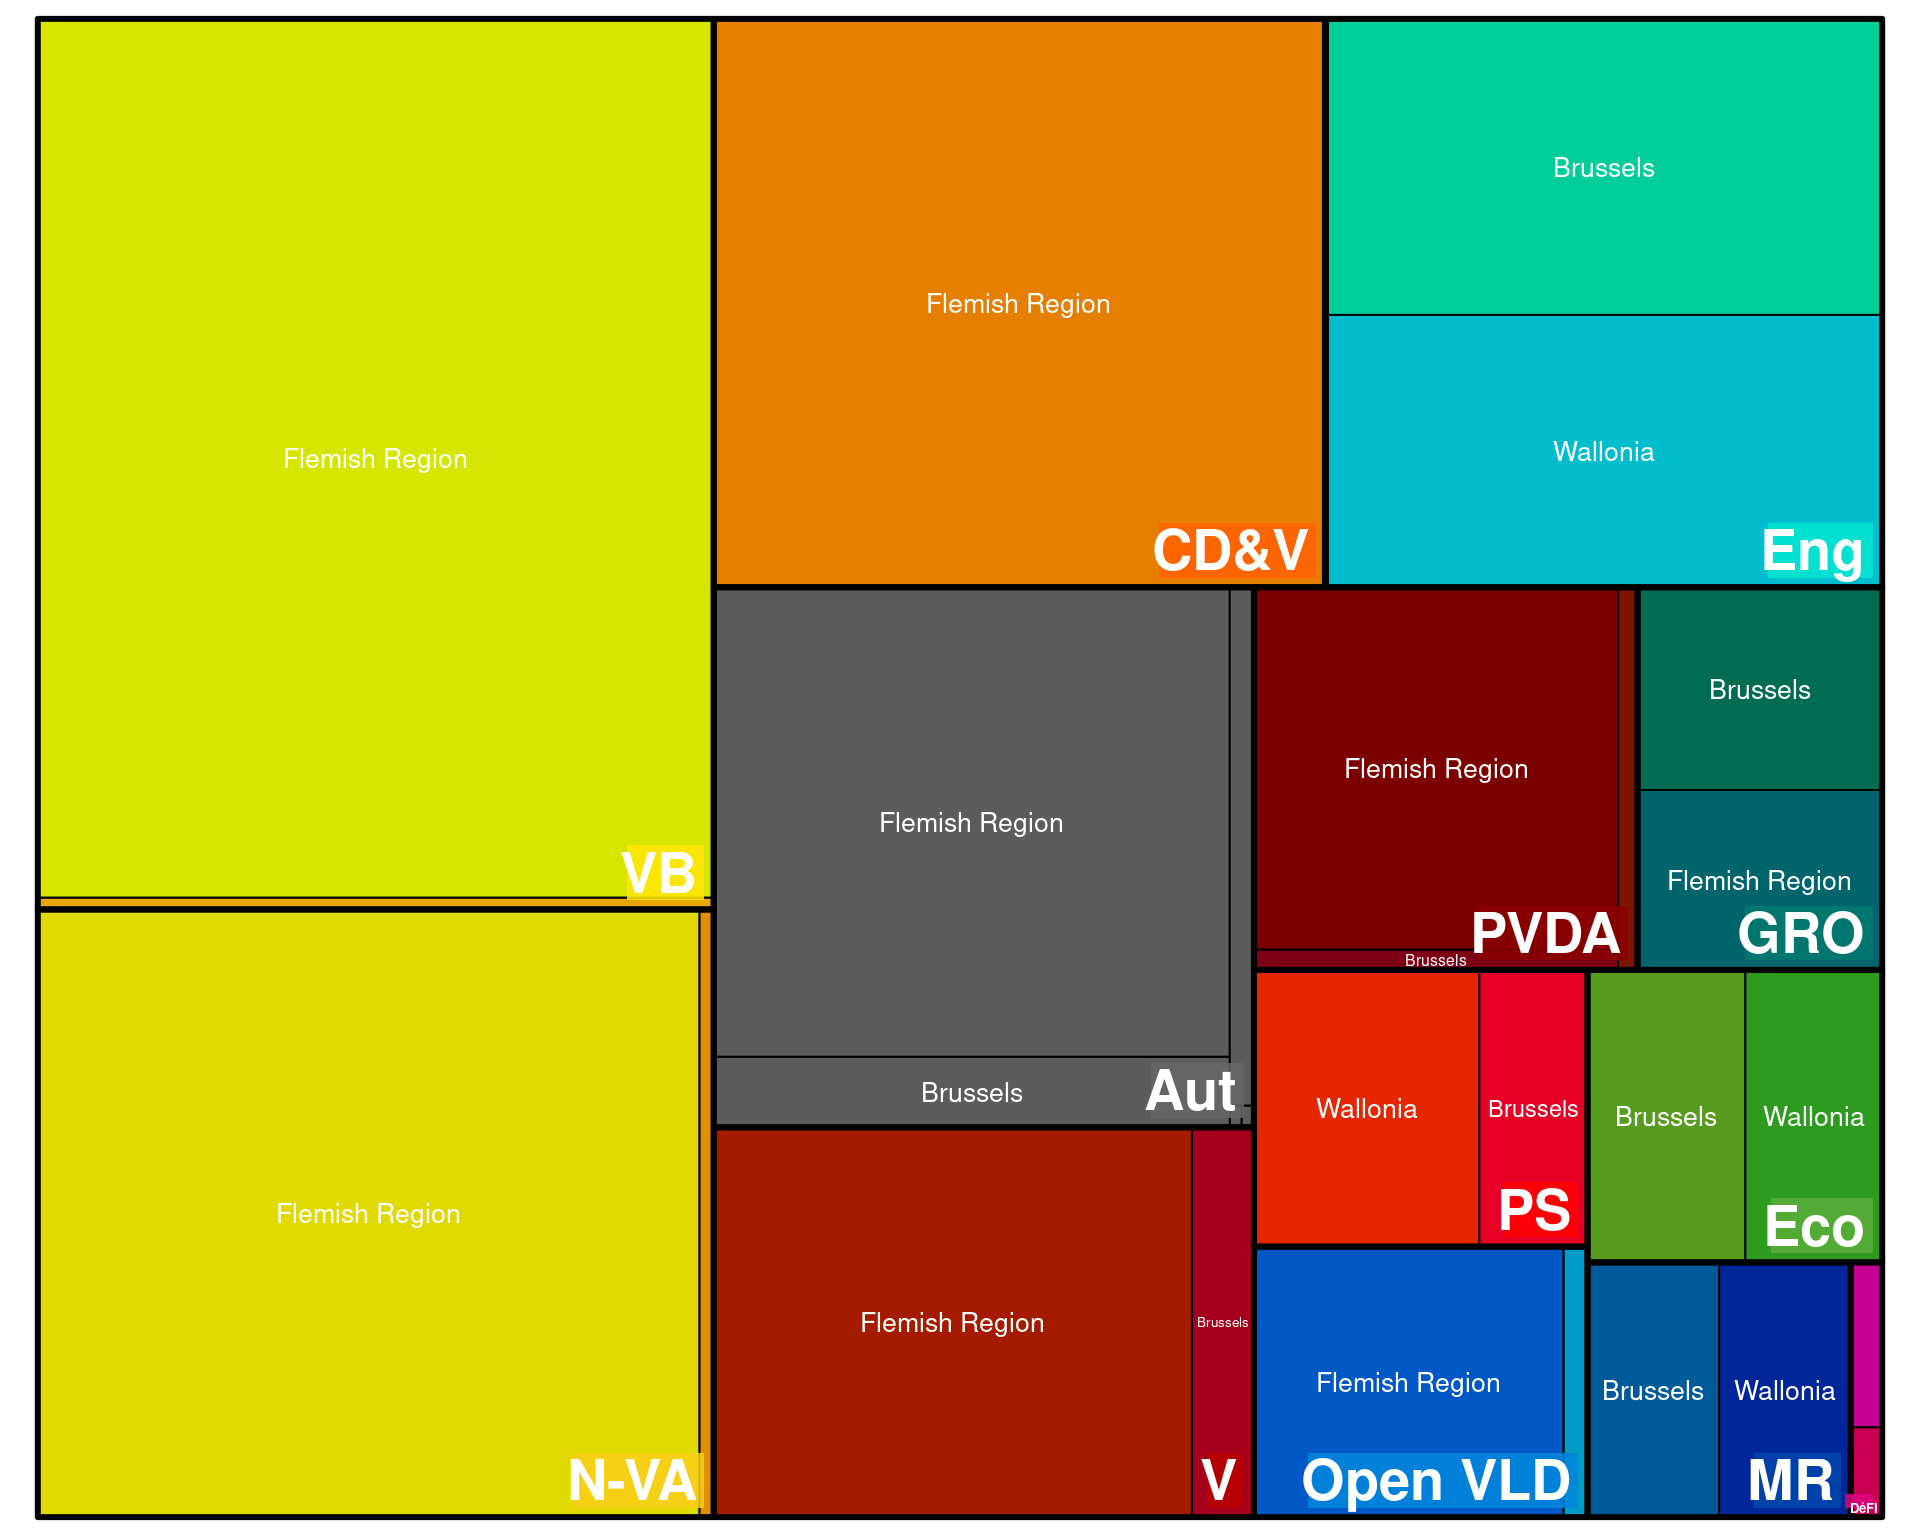 Flemish Region
VB
Flemish Region
N-VA
Flemish Region
CD&V
Brussels
Wallonia
Eng
Flemish Region
Brussels
Aut
Flemish Region
Brussels
V
Flemish Region
Brussels
PVDA
Brussels
Flemish Region
GRO
Wallonia
Brussels
PS
Brussels
Wallonia
Eco
Flemish Region
Open VLD
Brussels
Wallonia
MR
DéFI